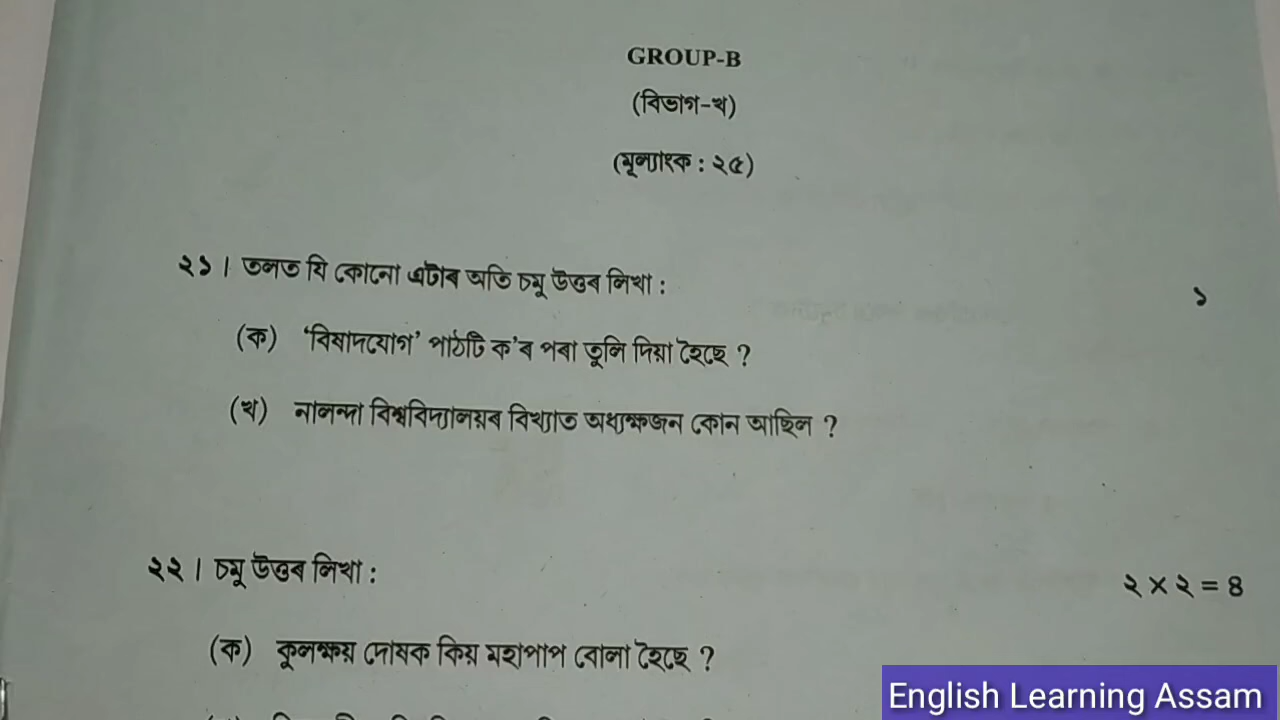 GROUP-B
(বিভাগ-খ)
(মূল্যাংক : ২৫)
২১। তলত যি কোনো এটাৰ অতি চমু উত্তৰ লিখা :
১
(ক) ‘বিষাদযোগ’ পাঠটি ক’ৰ পৰা তুলি দিয়া হৈছে ?
(খ) নালন্দা বিশ্ববিদ্যালয়ৰ বিখ্যাত অধ্যক্ষজন কোন আছিল ?
২২। চমু উত্তৰ লিখা :
২ × ২ = ৪
(ক) কূলক্ষয় দোষক কিয় মহাপাপ বোলা হৈছে ?
English Learning Assam